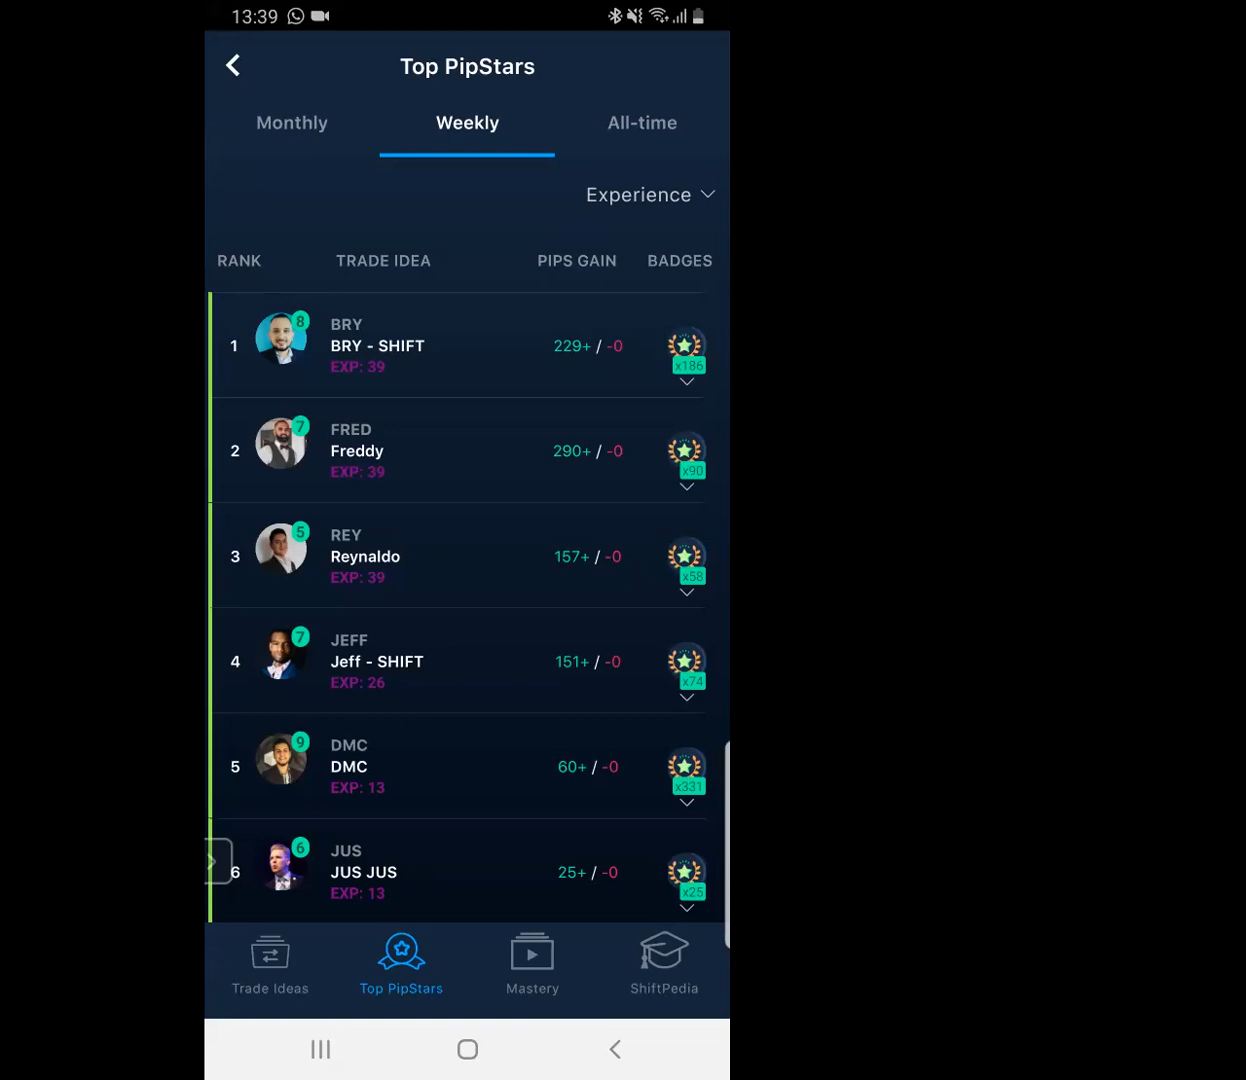 13:39
Top PipStars
Monthly Weekly All-time
Experience
RANK TRADE IDEA PIPS GAIN BADGES
8
BRY
1 BRY - SHIFT 229+ / -0
EXP: 39 x186
7
FRED
2 Freddy 290+ / -0
EXP: 39 x90
5
REY
3 Reynaldo 157+ / -0
EXP: 39 x58
7
JEFF
4 Jeff - SHIFT 151+ / -0
EXP: 26 x74
9
DMC
5 DMC 60+ / -0
EXP: 13 x331
6
JUS
6 JUS JUS 25+ / -0
EXP: 13 x25
Trade Ideas Top PipStars Mastery ShiftPedia